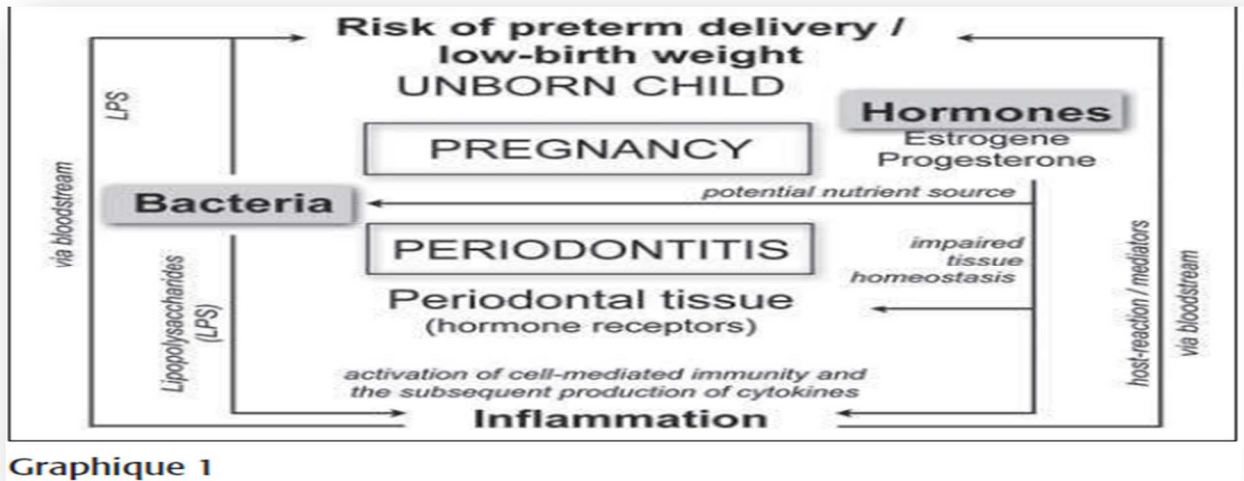 Risk of preterm delivery /
low-birth weight
UNBORN CHILD
LPS
Hormones
Estrogene
Progesterone
PREGNANCY
via bloodstream
Bacteria
potential nutrient source
PERIODONTITIS
impaired
tissue
homeostasis
Periodontal tissue
(hormone receptors)
Lipopolysaccharides
(LPS)
host-reaction / mediators
via bloodstream
activation of cell-mediated immunity and
the subsequent production of cytokines
Inflammation
Graphique 1